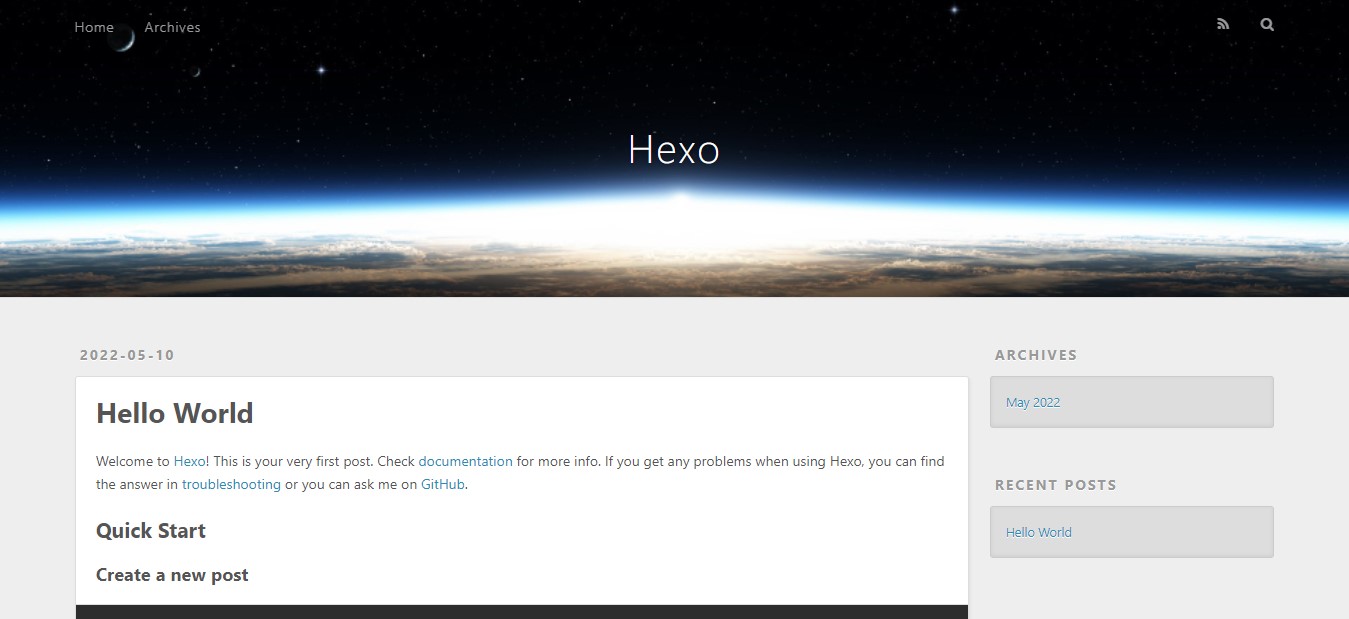 Home Archives
Hexo
2022-05-10
Hello World
Welcome to Hexo! This is your very first post. Check documentation for more info. If you get any problems when using Hexo, you can find
the answer in troubleshooting or you can ask me on GitHub.
Quick Start
Create a new post
ARCHIVES
May 2022
RECENT POSTS
Hello World